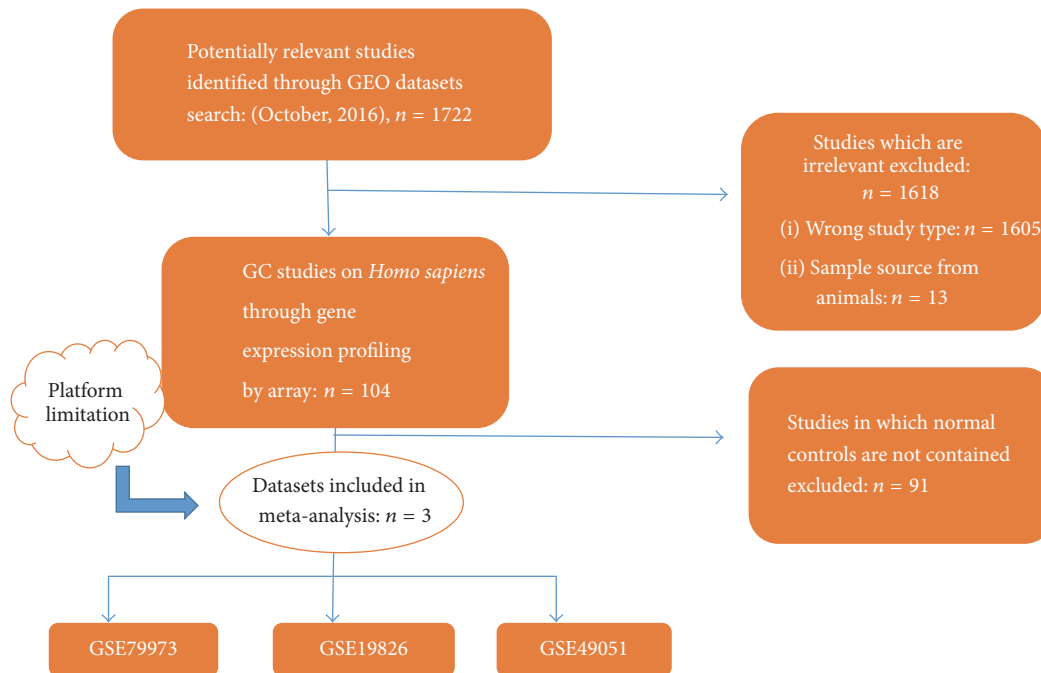 Potentially relevant studies
identified through GEO datasets
search: (October, 2016), n = 1722
Studies which are
irrelevant excluded:
n = 1618
(i) Wrong study type: n = 1605
(ii) Sample source from
animals: n = 13
GC studies on Homo sapiens
through gene
expression profiling
by array: n = 104
Platform
limitation
Studies in which normal
controls are not contained
excluded: n = 91
Datasets included in
meta-analysis: n = 3
GSE79973
GSE19826
GSE49051